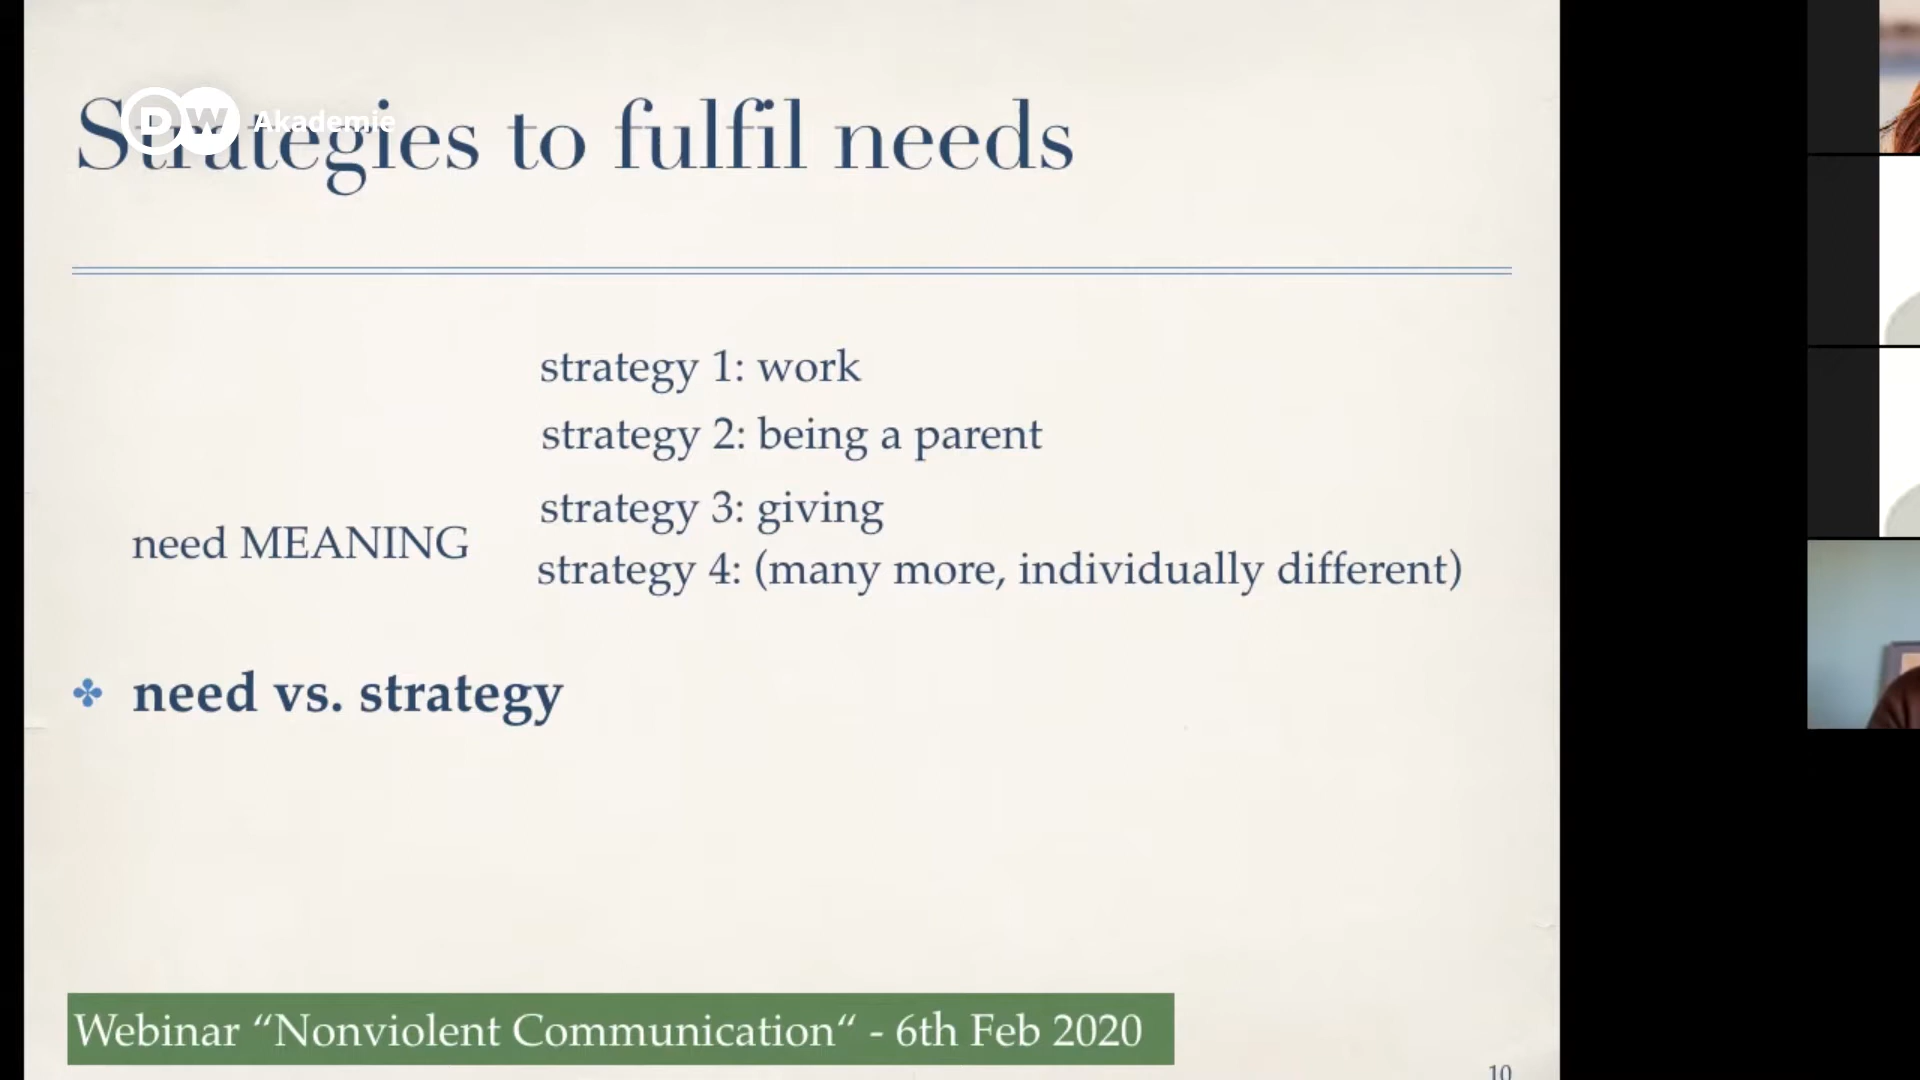 Strategies to fulfil needs
DW Akademie
strategy 1: work
strategy 2: being a parent
strategy 3: giving
need MEANING
strategy 4: (many more, individually different)
need vs. strategy
Webinar “Nonviolent Communication“ - 6th Feb 2020
10